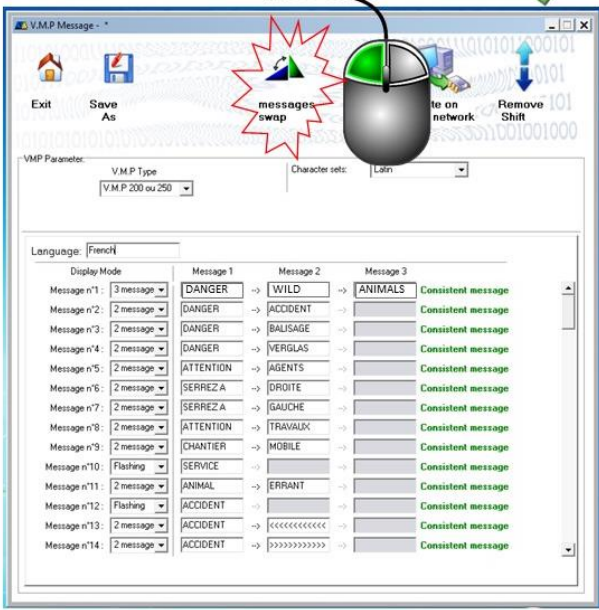 V.M.P Message - *
Exit
Save As
messages swap
te on network
Remove Shift
VMP Parameter.
V.M.P Type
V.M.P 200 ou 250
Character sets:
Latin
Language: French
Display Mode Message 1 Message 2 Message 3
Message n°1 : 3 message DANGER -> WILD -> ANIMALS Consistent message
Message n°2 : 2 message DANGER -> ACCIDENT -> Consistent message
Message n°3 : 2 message DANGER -> BALISAGE -> Consistent message
Message n°4 : 2 message DANGER -> VERGLAS -> Consistent message
Message n°5 : 2 message ATTENTION -> AGENTS -> Consistent message
Message n°6 : 2 message SERREZ A -> DROITE -> Consistent message
Message n°7 : 2 message SERREZ A -> GAUCHE -> Consistent message
Message n°8 : 2 message ATTENTION -> TRAVAUX -> Consistent message
Message n°9 : 2 message CHANTIER -> MOBILE -> Consistent message
Message n°10 : Flashing SERVICE -> -> Consistent message
Message n°11 : 2 message ANIMAL -> ERRANT -> Consistent message
Message n°12 : Flashing ACCIDENT -> -> Consistent message
Message n°13 : 2 message ACCIDENT -> <<<<<<<<<<<< -> Consistent message
Message n°14 : 2 message ACCIDENT -> >>>>>>>>>>>> -> Consistent message